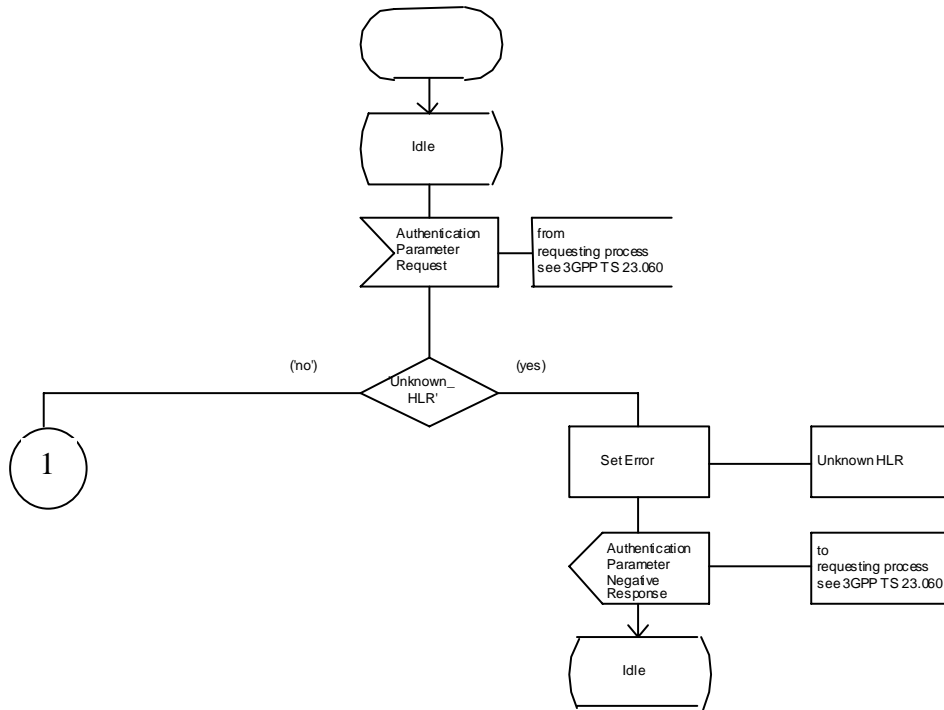 Idle
Authentication
Parameter
Request
from
requesting process
see 3GPP TS 23.060
('no')
(yes)
'Unknown_
HLR'
1
Set Error
Unknown HLR
Authentication
Parameter
Negative
Response
to
requesting process
see 3GPP TS 23.060
Idle